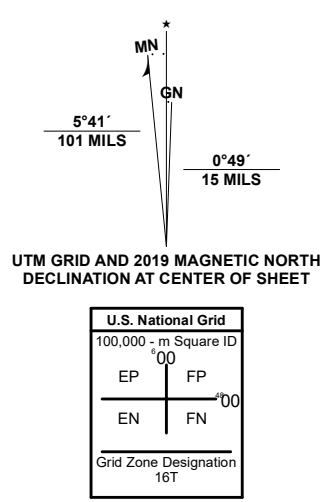 ★
MN
GN
5°41´
101 MILS
0°49´
15 MILS
UTM GRID AND 2019 MAGNETIC NORTH
DECLINATION AT CENTER OF SHEET
U.S. National Grid
100,000 - m Square ID
⁶00
EP FP
⁴⁸00
EN FN
Grid Zone Designation
16T